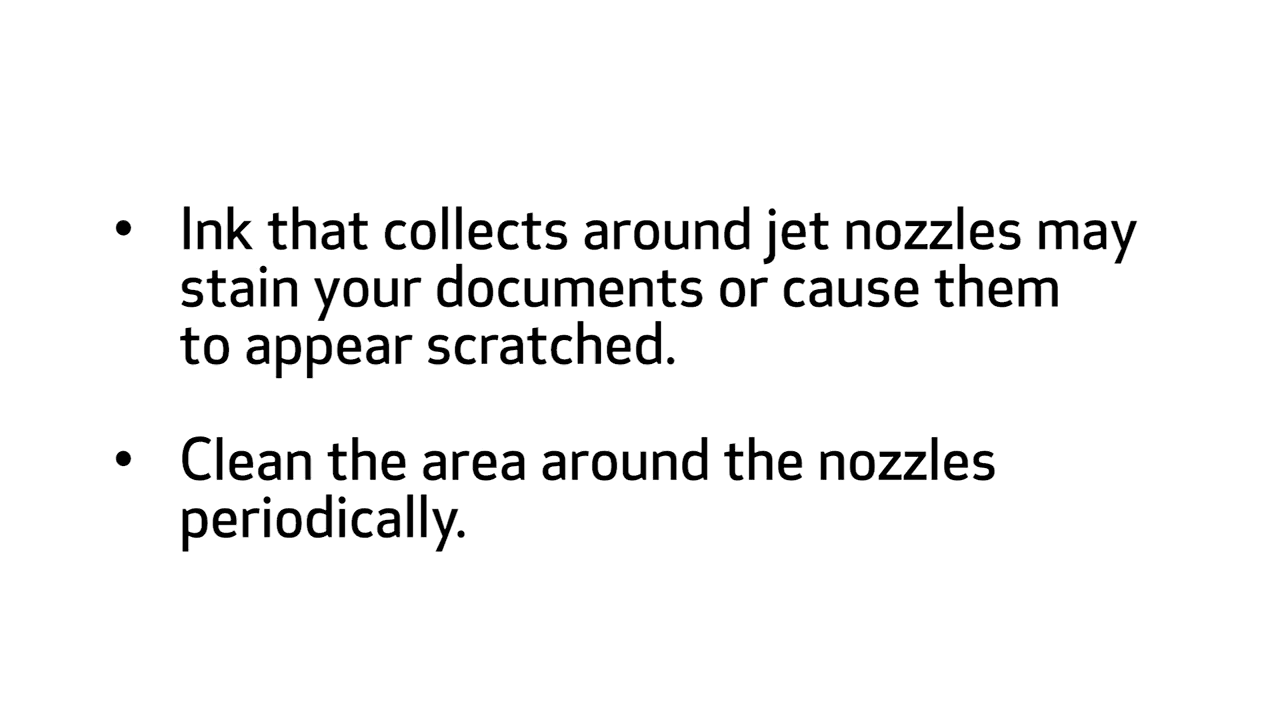 • Ink that collects around jet nozzles may
stain your documents or cause them
to appear scratched.
• Clean the area around the nozzles
periodically.